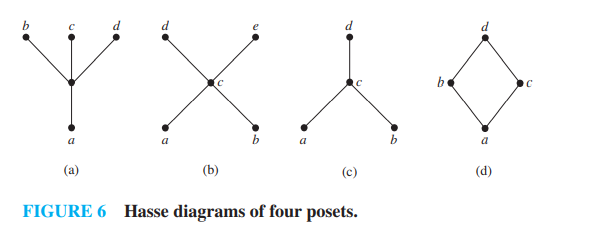 b c d d e d d
c c b c
a a b a b a
(a) (b) (c) (d)
FIGURE 6 Hasse diagrams of four posets.